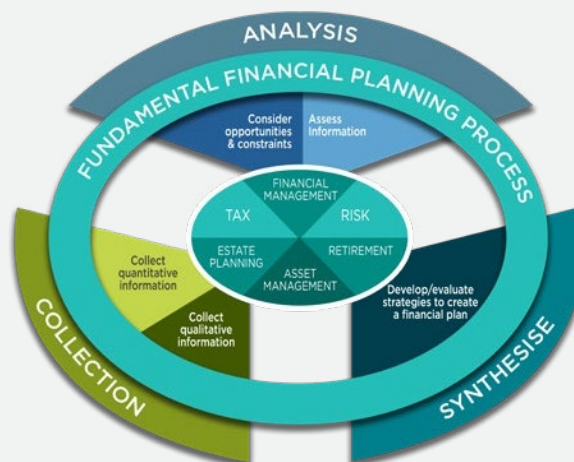 ANALYSIS
FUNDAMENTAL FINANCIAL PLANNING PROCESS
Consider
opportunities
& constraints
Assess
Information
FINANCIAL
MANAGEMENT
TAX
RISK
ESTATE
PLANNING
RETIREMENT
ASSET
MANAGEMENT
Collect
quantitative
information
Collect
qualitative
information
Develop/evaluate
strategies to create
a financial plan
COLLECTION
SYNTHESISE